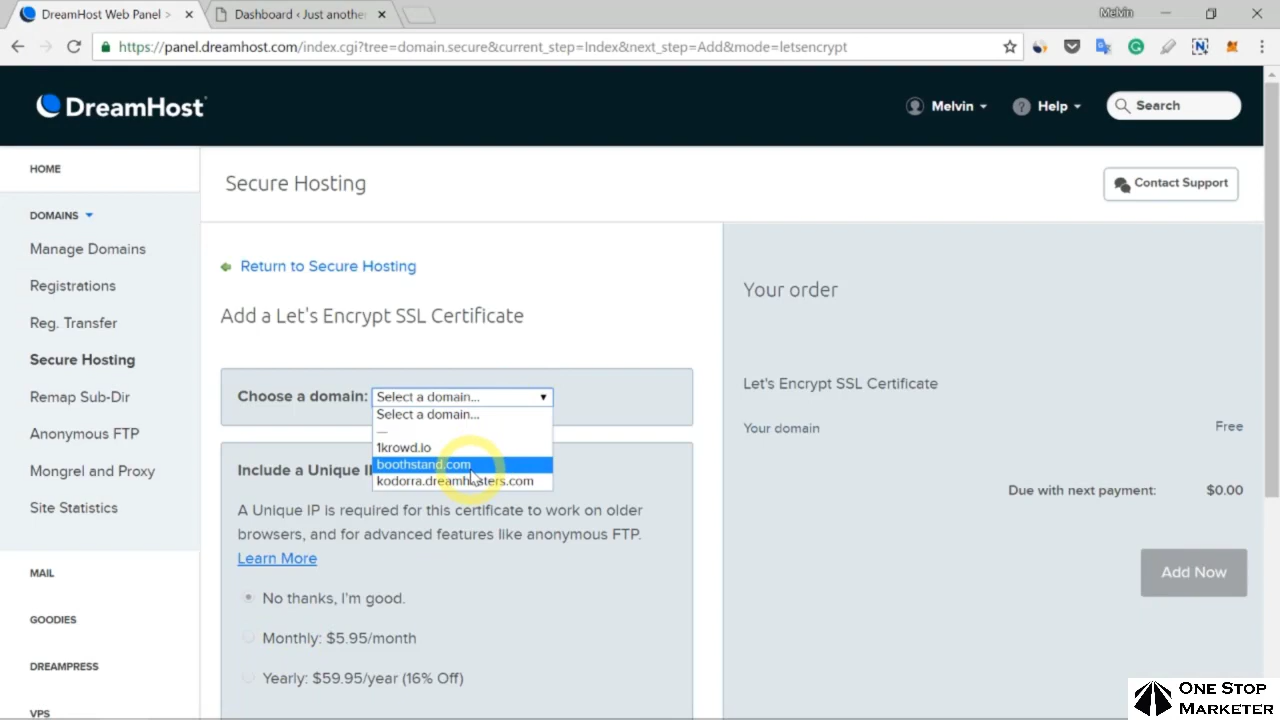 DreamHost Web Panel >
Dashboard ‹ Just anothe
Melvin
https://panel.dreamhost.com/index.cgi?tree=domain.secure&current_step=Index&next_step=Add&mode=letsencrypt
DreamHost
Melvin
Help
Search
HOME
DOMAINS
Manage Domains
Registrations
Reg. Transfer
Secure Hosting
Remap Sub-Dir
Anonymous FTP
Mongrel and Proxy
Site Statistics
MAIL
GOODIES
DREAMPRESS
VPS
Secure Hosting
Contact Support
Return to Secure Hosting
Add a Let's Encrypt SSL Certificate
Choose a domain: Select a domain...
Select a domain...
—
1krowd.io
boothstand.com
kodorra.dreamhosters.com
Include a Unique I
A Unique IP is required for this certificate to work on older
browsers, and for advanced features like anonymous FTP.
Learn More
No thanks, I'm good.
Monthly: $5.95/month
Yearly: $59.95/year (16% Off)
Your order
Let's Encrypt SSL Certificate
Your domain Free
Due with next payment: $0.00
Add Now
ONE STOP
MARKETER